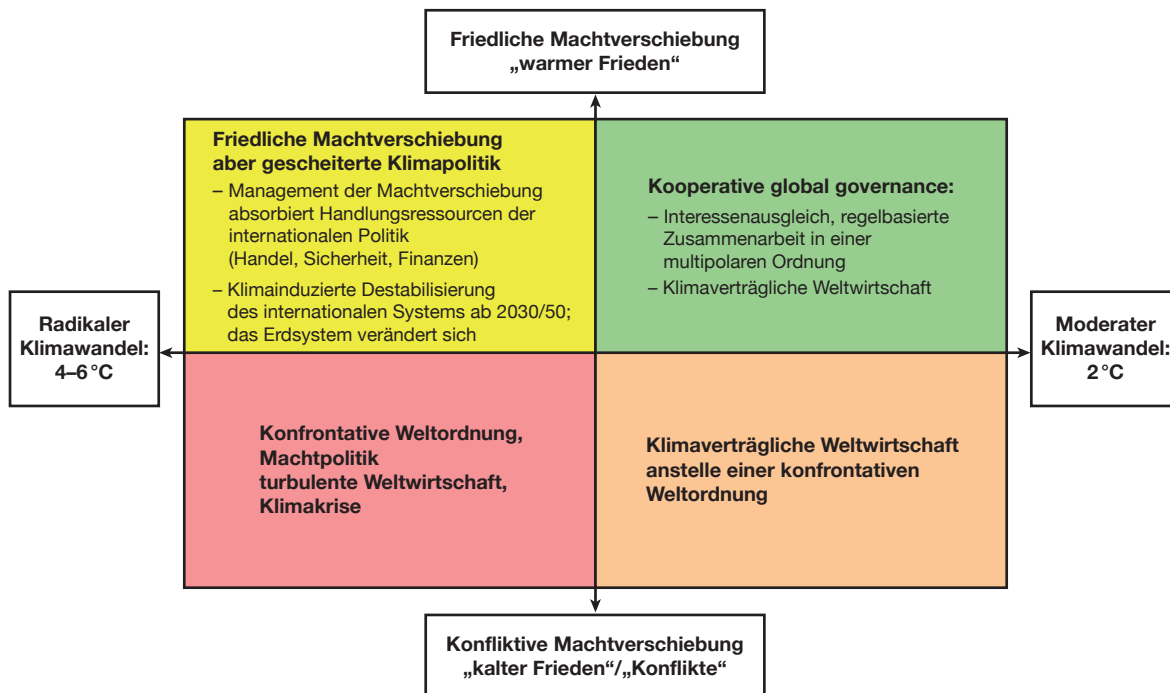 Friedliche Machtverschiebung
„warmer Frieden“
Friedliche Machtverschiebung
aber gescheiterte Klimapolitik
– Management der Machtverschiebung
absorbiert Handlungsressourcen der
internationalen Politik
(Handel, Sicherheit, Finanzen)
– Klimainduzierte Destabilisierung
des internationalen Systems ab 2030/50;
das Erdsystem verändert sich
Kooperative global governance:
– Interessenausgleich, regelbasierte
Zusammenarbeit in einer
multipolaren Ordnung
– Klimaverträgliche Weltwirtschaft
Radikaler
Klimawandel:
4–6 °C
Moderater
Klimawandel:
2 °C
Konfrontative Weltordnung,
Machtpolitik
turbulente Weltwirtschaft,
Klimakrise
Klimaverträgliche Weltwirtschaft
anstelle einer konfrontativen
Weltordnung
Konfliktive Machtverschiebung
„kalter Frieden“/„Konflikte“